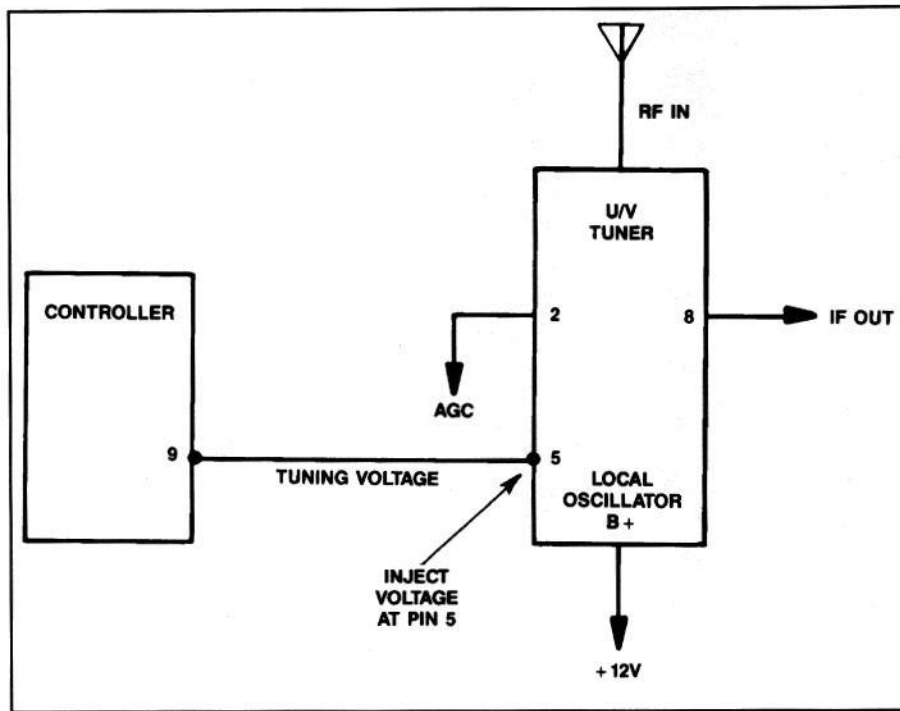 RF IN
U/V
TUNER
CONTROLLER
2
8
IF OUT
AGC
9
5
TUNING VOLTAGE
LOCAL
OSCILLATOR
B +
INJECT
VOLTAGE
AT PIN 5
+ 12V